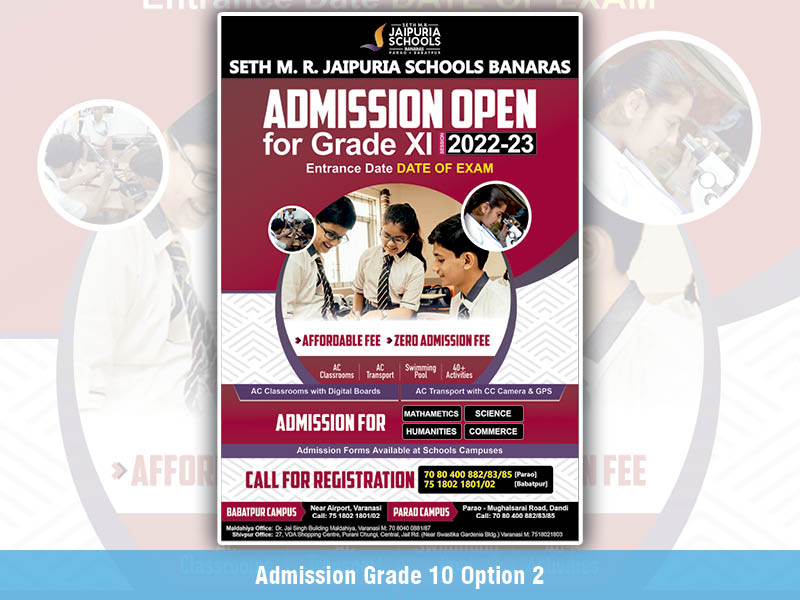 Entrance Date DATE OF EXAM
SETH M.R.
JAIPURIA
SCHOOLS
BANARAS
PARAO • BABATPUR
SETH M. R. JAIPURIA SCHOOLS BANARAS
ADMISSION OPEN
for Grade XI SESSION 2022-23
Entrance Date DATE OF EXAM
AFFORDABLE FEE ZERO ADMISSION FEE
AC Classrooms AC Transport Swimming Pool 40+ Activities
AC Classrooms with Digital Boards AC Transport with CC Camera & GPS
ADMISSION FOR
MATHAMETICS SCIENCE
HUMANITIES COMMERCE
Admission Forms Available at Schools Campuses
CALL FOR REGISTRATION
70 80 400 882/83/85 [Parao]
75 1802 1801/02 [Babatpur]
BABATPUR CAMPUS
Near Airport, Varanasi
Call: 75 1802 1801/02
PARAO CAMPUS
Parao - Mughalsarai Road, Dandi
Call: 70 80 400 882/83/85
Maldahiya Office: Dr. Jai Singh Building Maldahiya, Varanasi M: 70 8040 0881/87
Shivpur Office: 27, VDA Shopping Centre, Purani Chungi, Central, Jail Rd. (Near Swastika Gardenia Bldg.) Varanasi M: 7518021803
AFFOR
N FEE
Admission Grade 10 Option 2